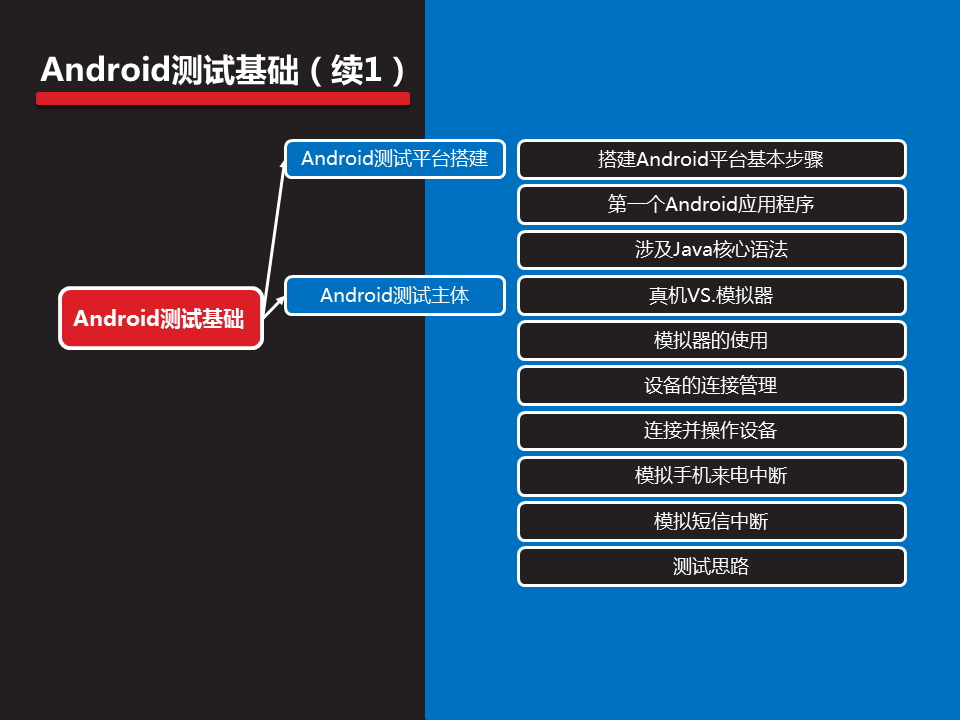 Android测试基础（续1）
Android测试平台搭建
搭建Android平台基本步骤
第一个Android应用程序
涉及Java核心语法
Android测试主体
真机VS.模拟器
Android测试基础
模拟器的使用
设备的连接管理
连接并操作设备
模拟手机来电中断
模拟短信中断
测试思路